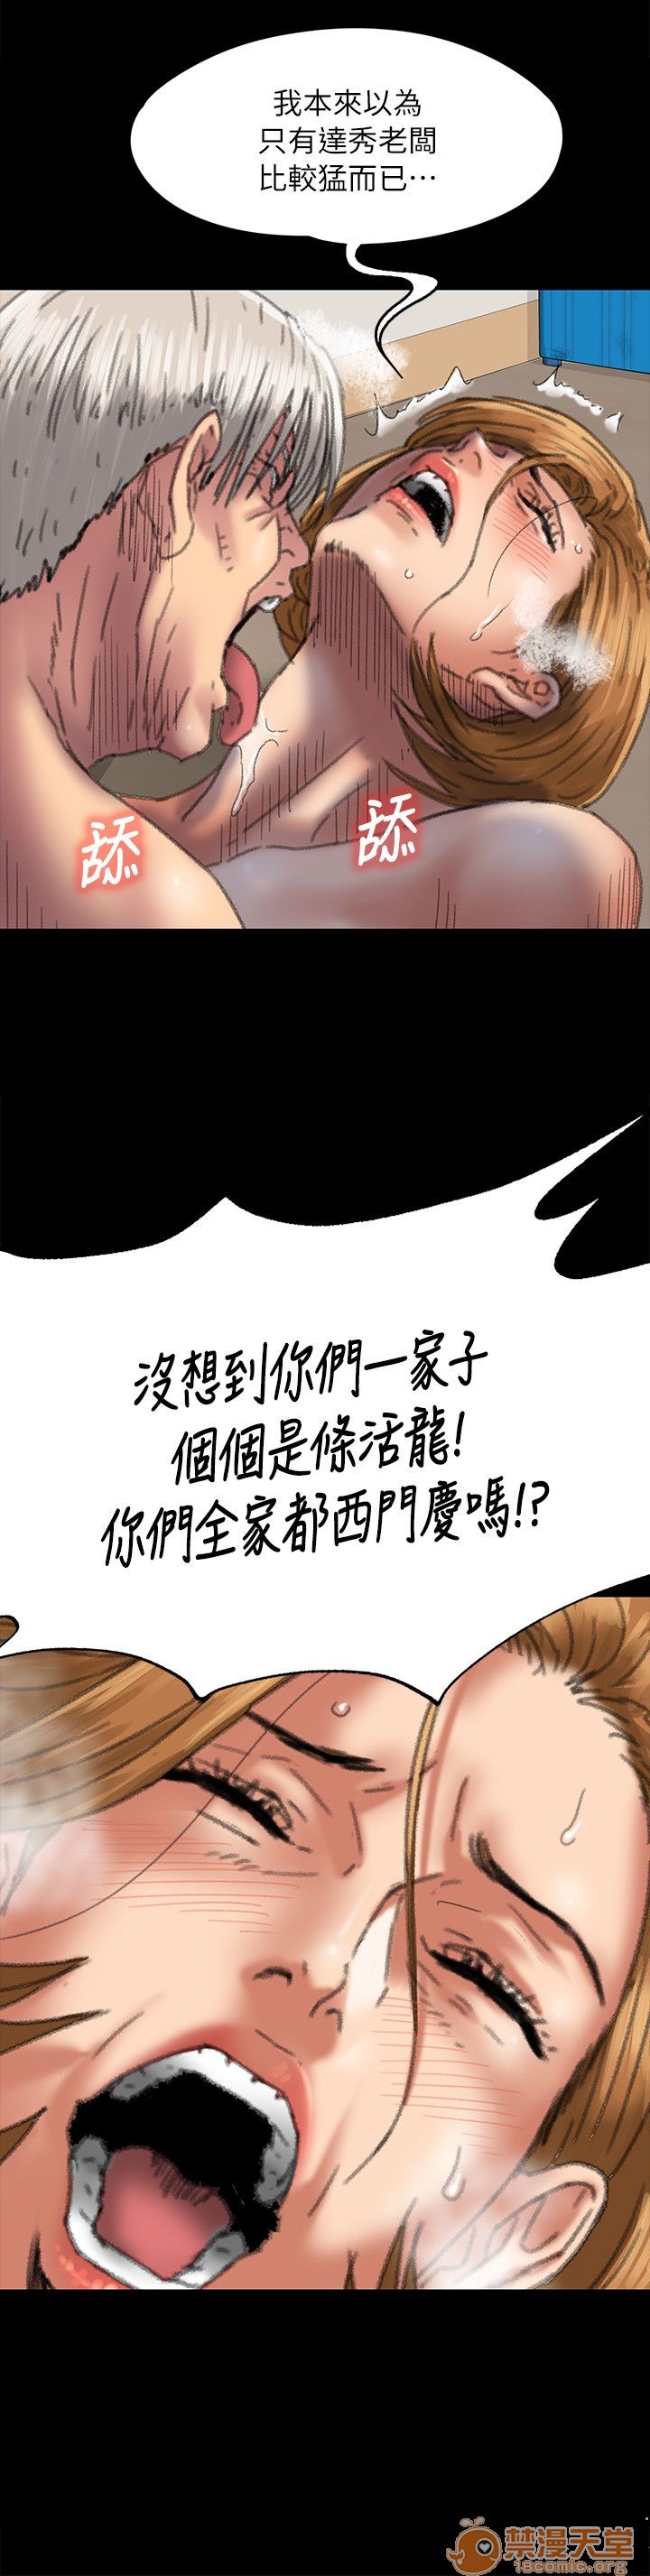 我本來以為
只有達秀老闆
比較猛而已…
舔
舔
沒想到你們一家子
個個是條活龍!
你們全家都西門慶嗎!?
禁漫天堂
18comic.org